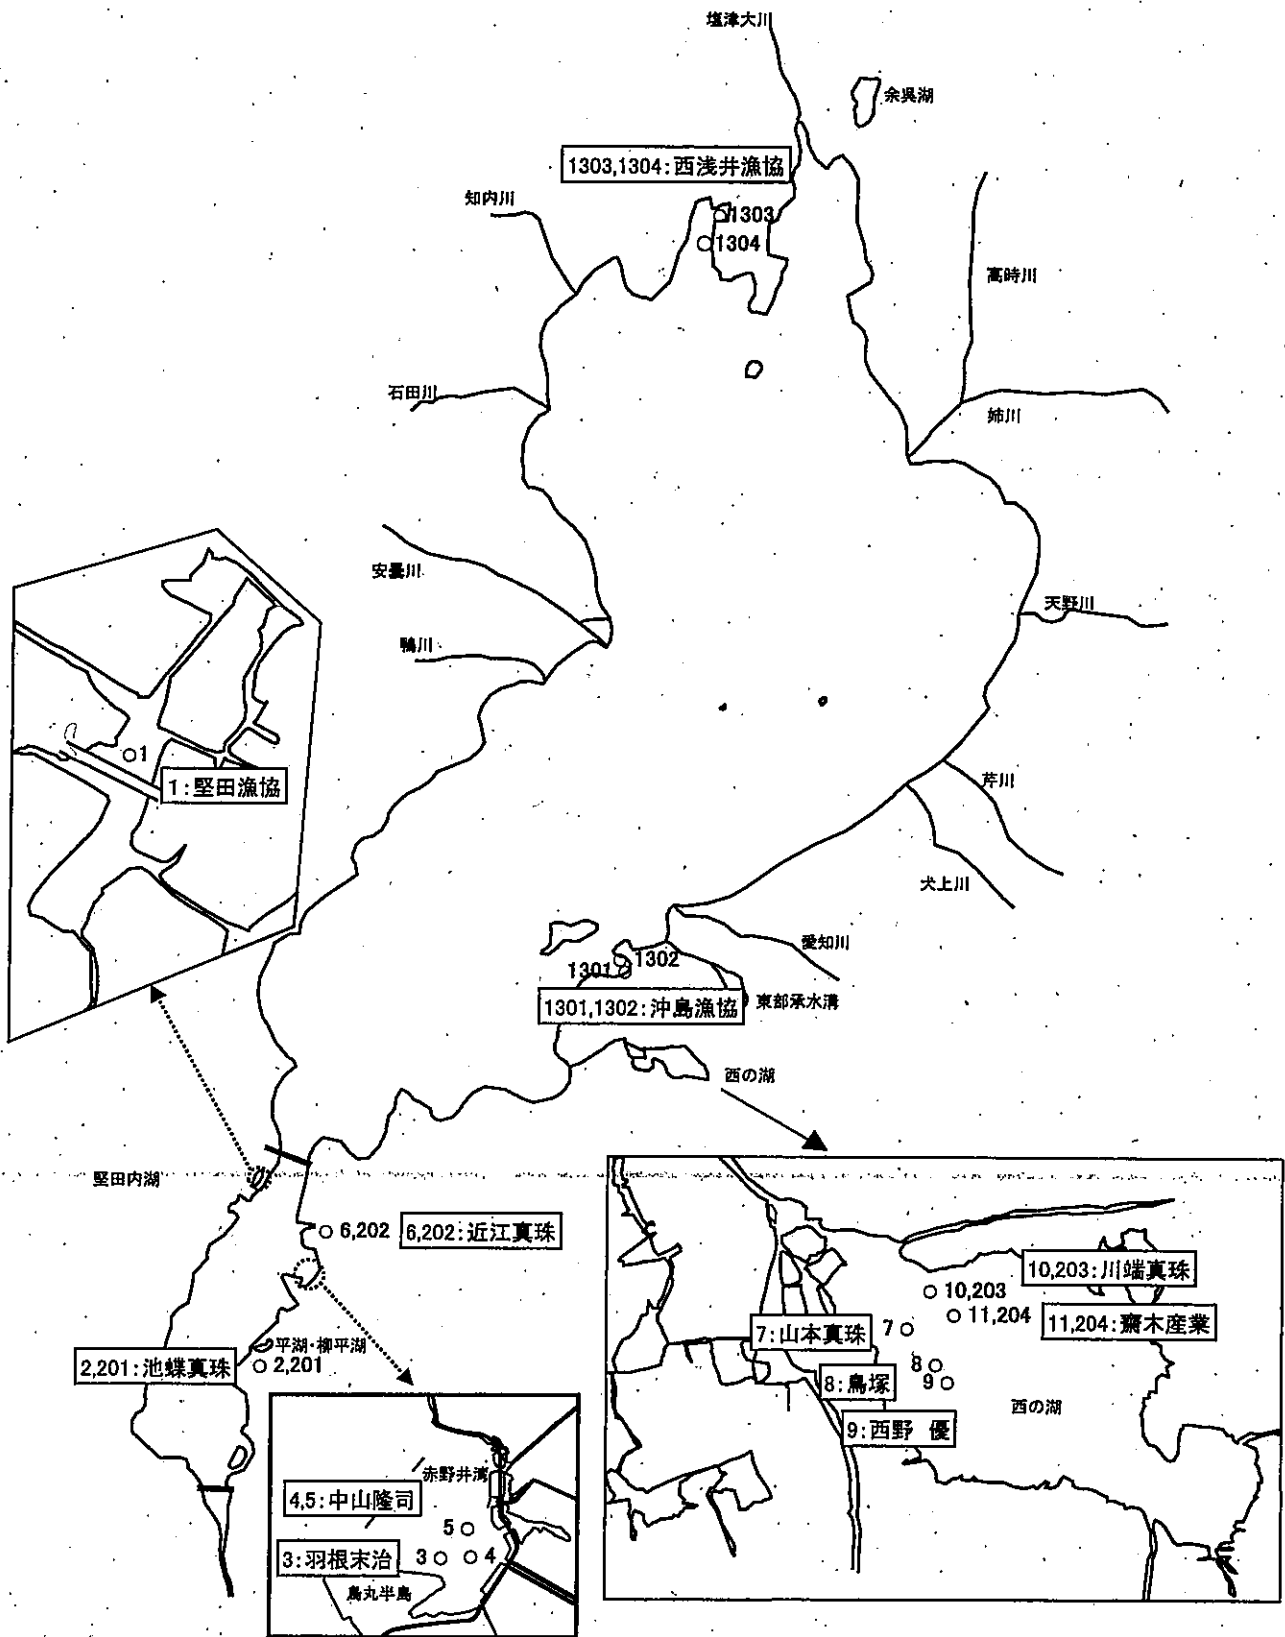 塩津大川
余呉湖
1303,1304:西浅井漁協
知内川
1303
1304
高時川
石田川
姉川
安曇川
天野川
鴨川
1
1:堅田漁協
芹川
犬上川
愛知川
1302
1301
1301,1302:沖島漁協
東部承水溝
西の湖
堅田内湖
6,202
6,202:近江真珠
10,203:川端真珠
10,203
11,204
11,204:齋木産業
7
7:山本真珠
平湖・柳平湖
2,201:池蝶真珠
2,201
8
8:鳥塚
9
西の湖
9:西野 優
赤野井湾
4,5:中山隆司
5
3:羽根末治
3
4
烏丸半島